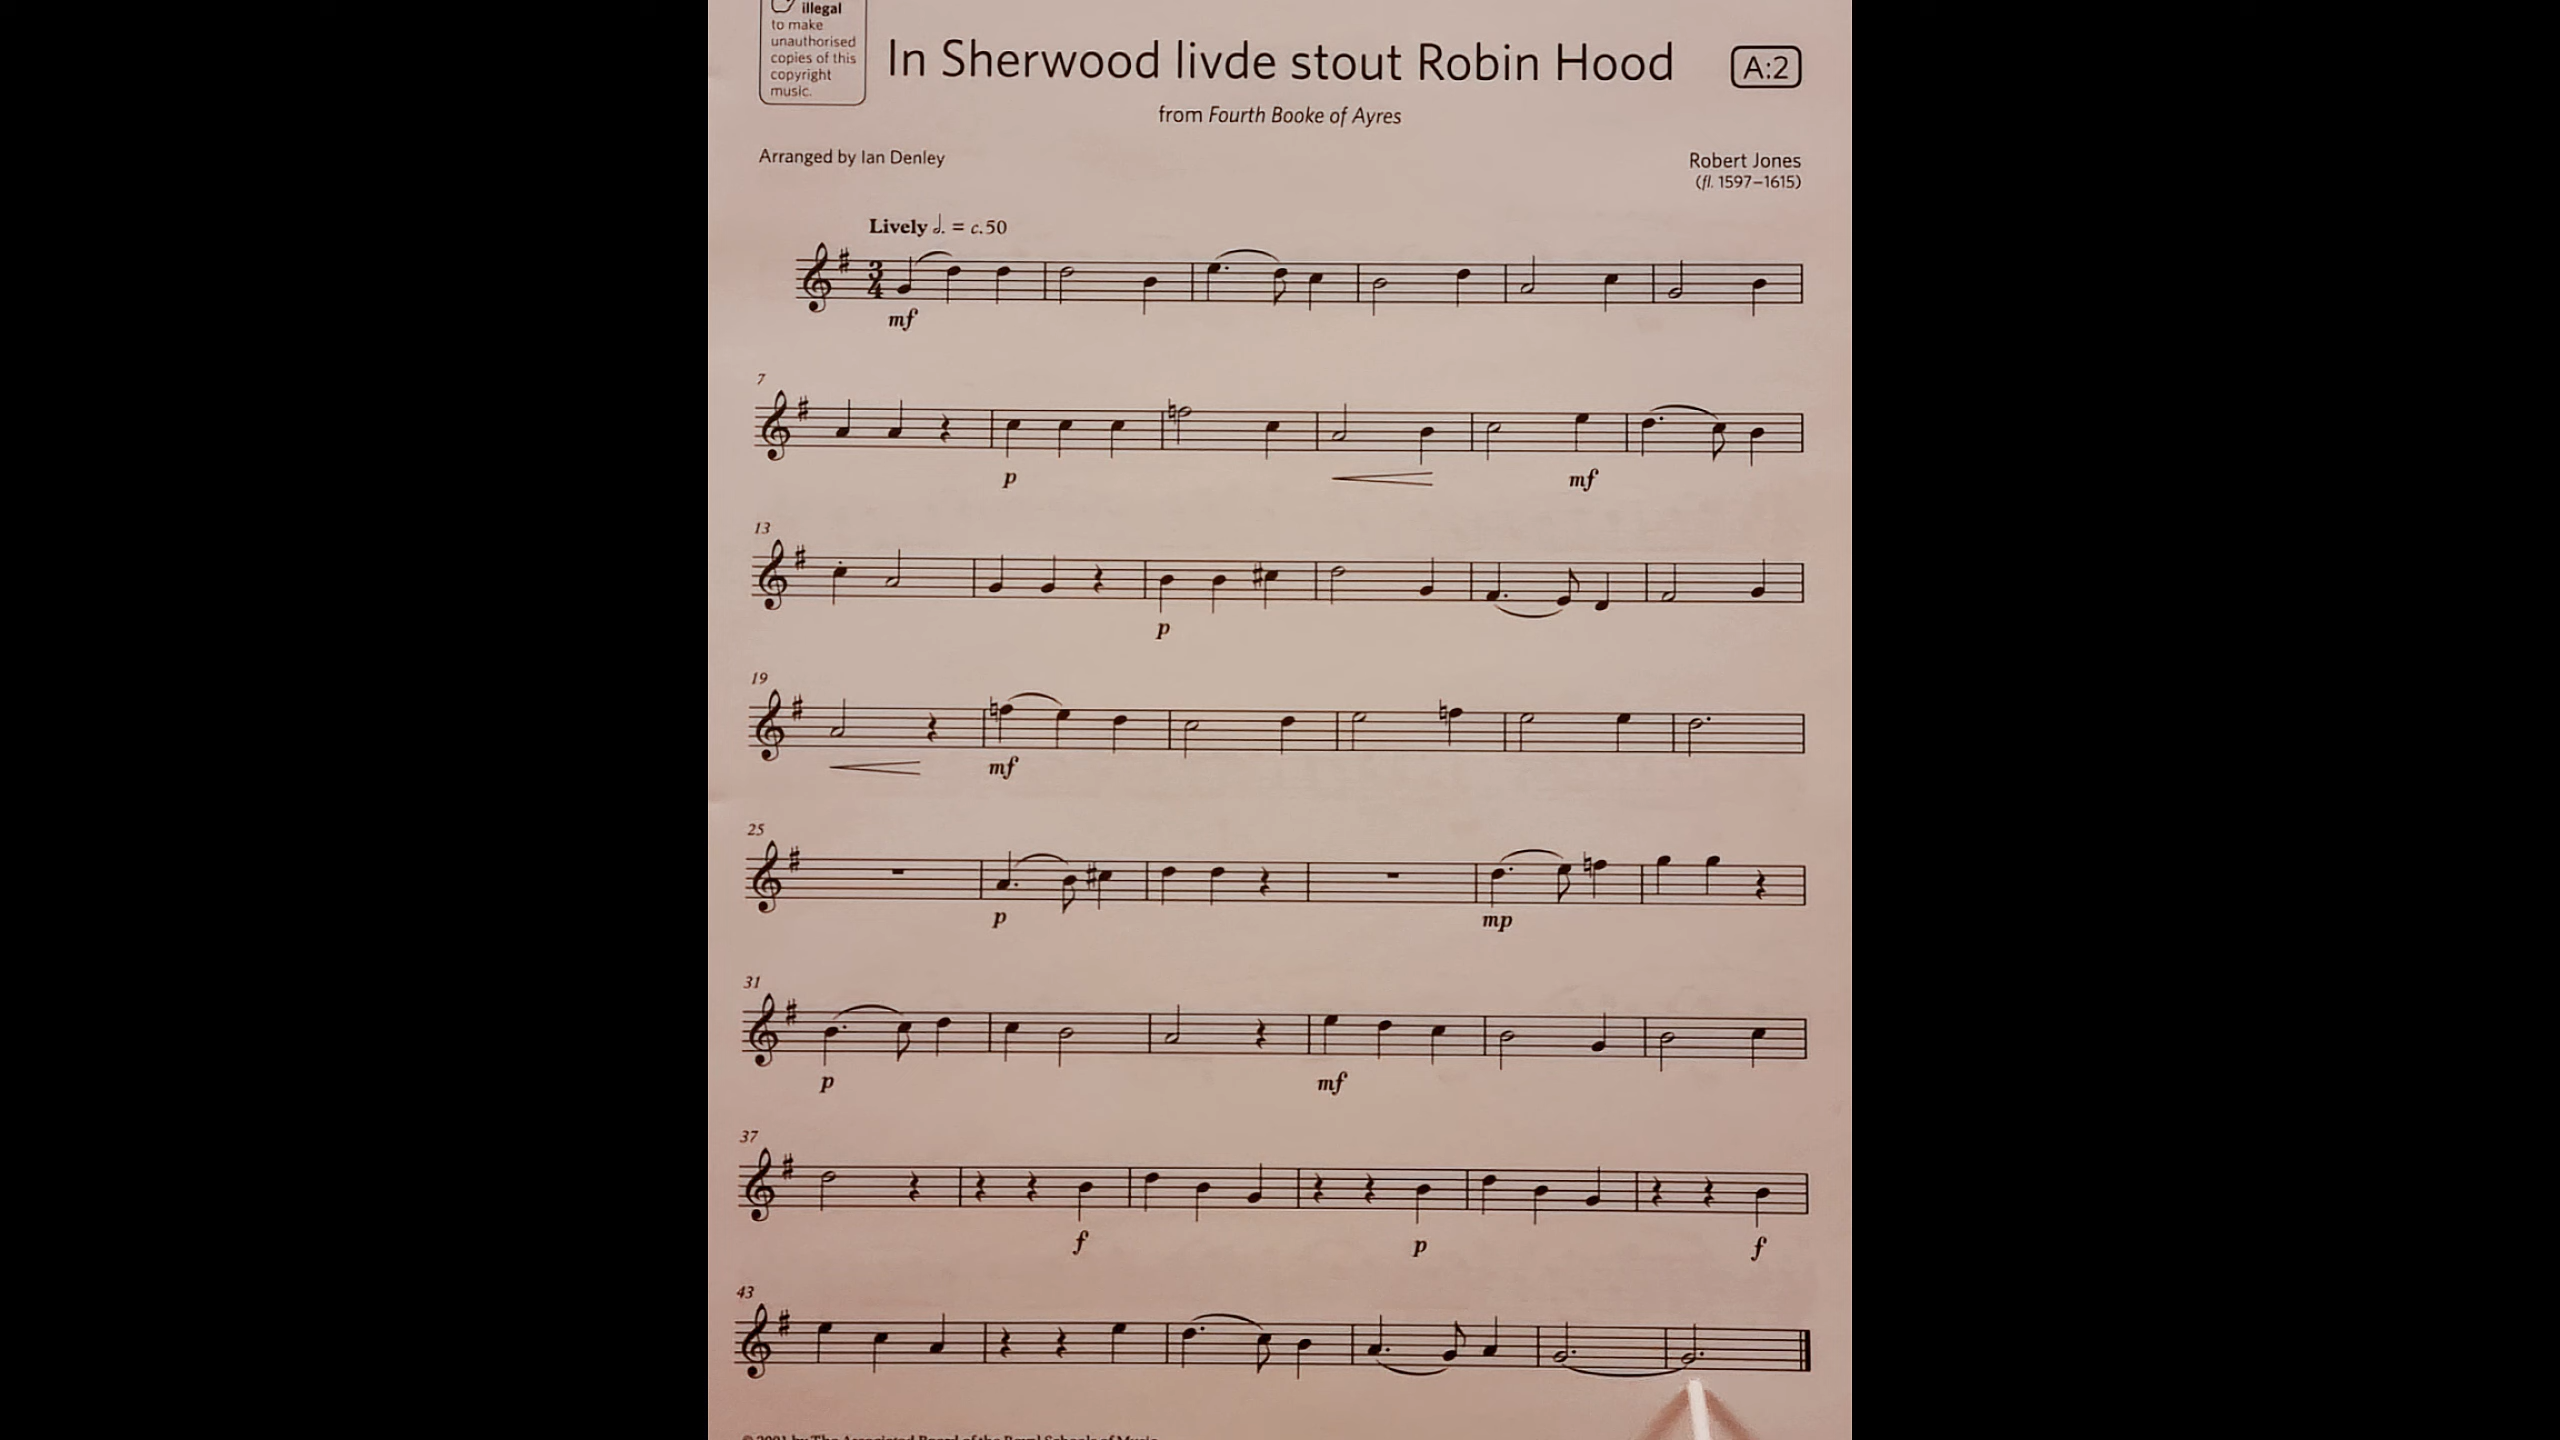 illegal
to make
unauthorised
copies of this
copyright
music.
In Sherwood livde stout Robin Hood
A:2
from Fourth Booke of Ayres
Arranged by Ian Denley
Robert Jones
(fl. 1597–1615)
Lively 𝅗𝅥. = c.50
3
4
mf
7
p
mf
13
p
19
mf
25
p
mp
31
p
mf
37
f
p
f
43